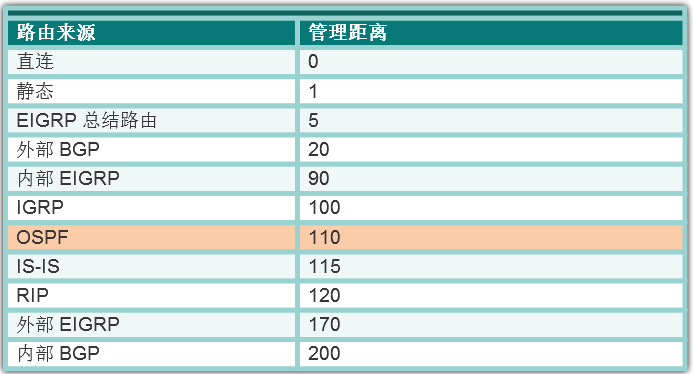 路由来源 管理距离
直连 0
静态 1
EIGRP 总结路由 5
外部 BGP 20
内部 EIGRP 90
IGRP 100
OSPF 110
IS-IS 115
RIP 120
外部 EIGRP 170
内部 BGP 200